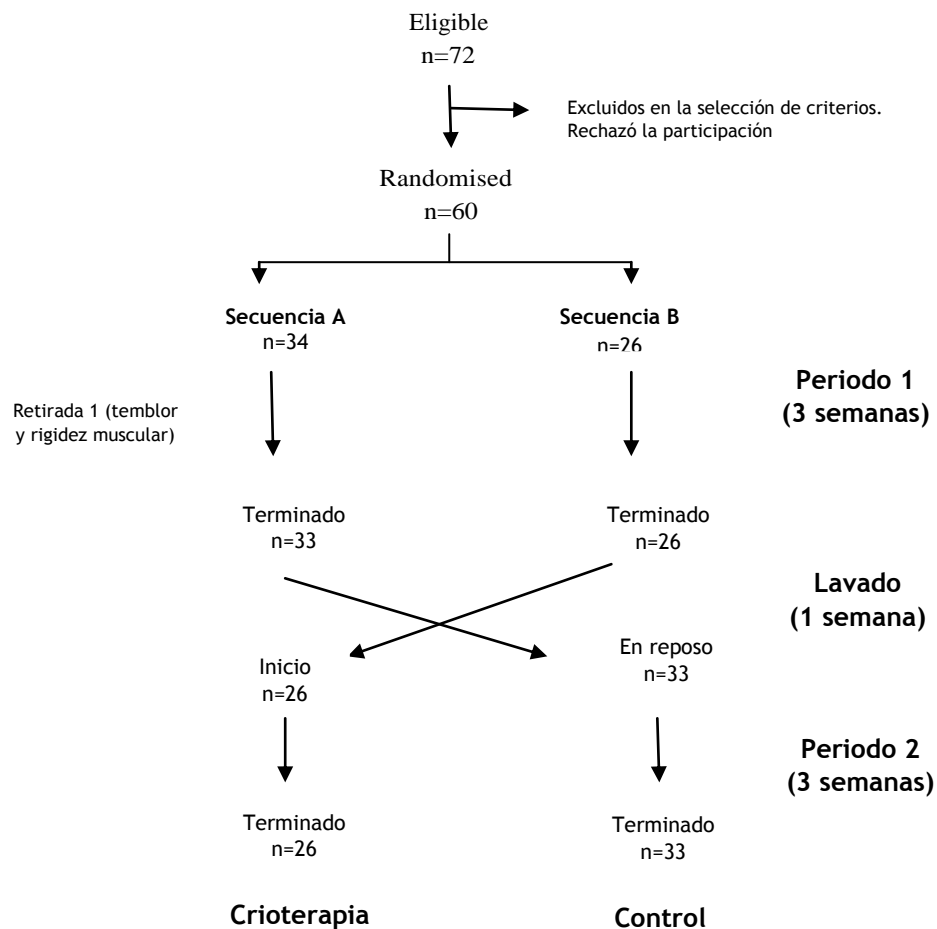 Eligible
n=72
Excluidos en la selección de criterios.
Rechazó la participación
Randomised
n=60
Secuencia A
n=34
Secuencia B
n=26
Periodo 1
(3 semanas)
Retirada 1 (temblor
y rigidez muscular)
Terminado
n=33
Terminado
n=26
Lavado
(1 semana)
Inicio
n=26
En reposo
n=33
Periodo 2
(3 semanas)
Terminado
n=26
Terminado
n=33
Crioterapia
Control